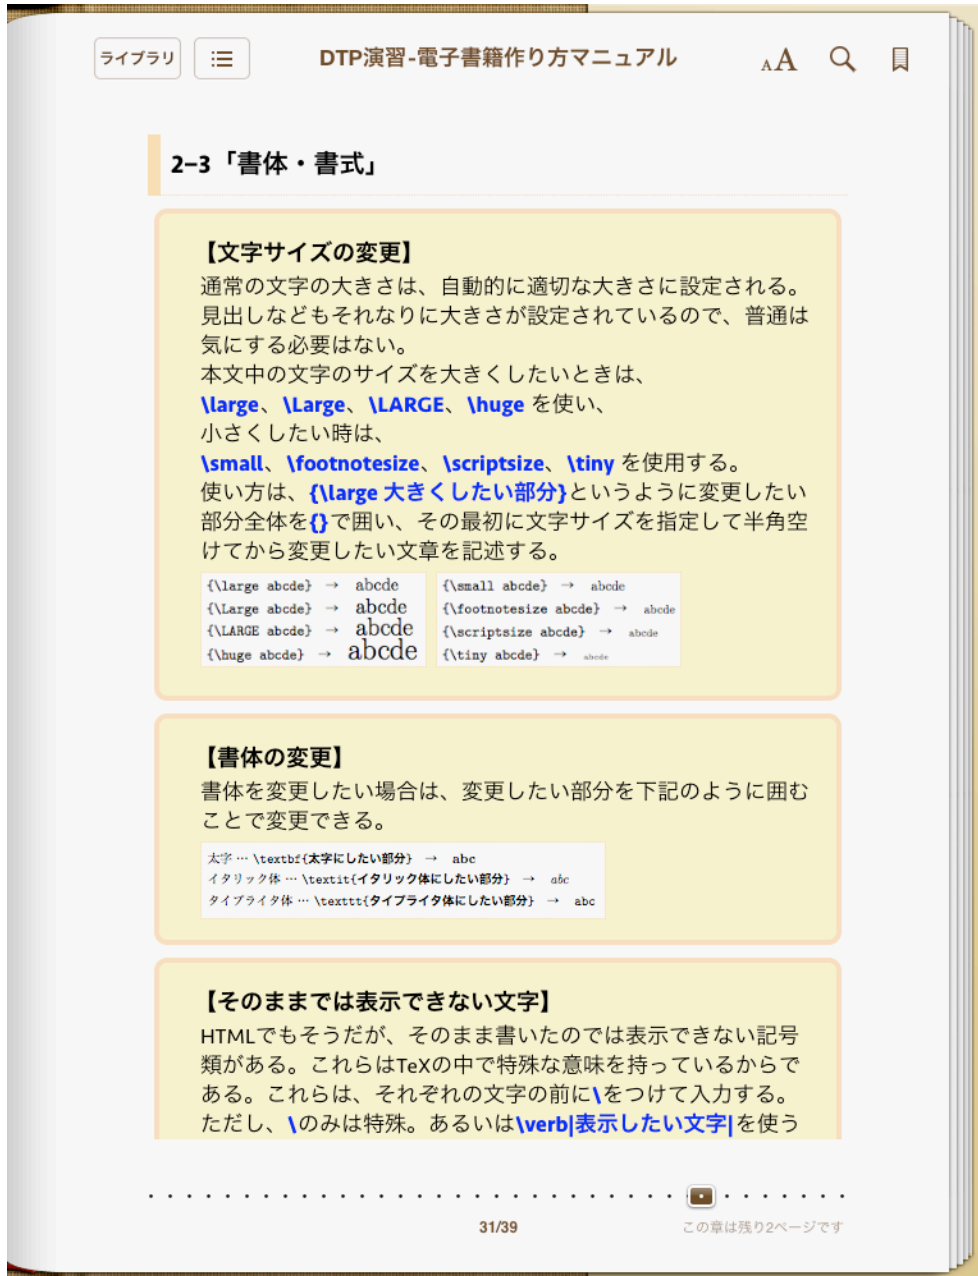 ライブラリ
DTP演習-電子書籍作り方マニュアル
AA
2-3「書体・書式」
【文字サイズの変更】
通常の文字の大きさは、自動的に適切な大きさに設定される。
見出しなどもそれなりに大きさが設定されているので、普通は
気にする必要はない。
本文中の文字のサイズを大きくしたいときは、
\large、\Large、\LARGE、\huge を使い、
小さくしたい時は、
\small、\footnotesize、\scriptsize、\tiny を使用する。
使い方は、{\large 大きくしたい部分}というように変更したい
部分全体を{}で囲い、その最初に文字サイズを指定して半角空
けてから変更したい文章を記述する。
{\large abcde} → abcde
{\Large abcde} → abcde
{\LARGE abcde} → abcde
{\huge abcde} → abcde
{\small abcde} → abcde
{\footnotesize abcde} → abcde
{\scriptsize abcde} → abcde
{\tiny abcde} → abcde
【書体の変更】
書体を変更したい場合は、変更したい部分を下記のように囲む
ことで変更できる。
太字 … \textbf{太字にしたい部分} → abc
イタリック体 … \textit{イタリック体にしたい部分} → abc
タイプライタ体 … \texttt{タイプライタ体にしたい部分} → abc
【そのままでは表示できない文字】
HTMLでもそうだが、そのまま書いたのでは表示できない記号
類がある。これらはTeXの中で特殊な意味を持っているからで
ある。これらは、それぞれの文字の前に\をつけて入力する。
ただし、\のみは特殊。あるいは\verb|表示したい文字|を使う
31/39
この章は残り2ページです